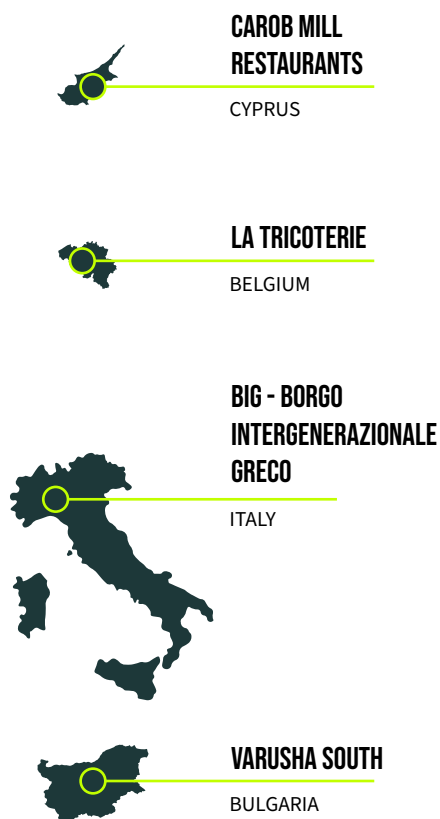 CAROB MILL
RESTAURANTS
CYPRUS
LA TRICOTERIE
BELGIUM
BIG - BORGO
INTERGENERAZIONALE
GRECO
ITALY
VARUSHA SOUTH
BULGARIA